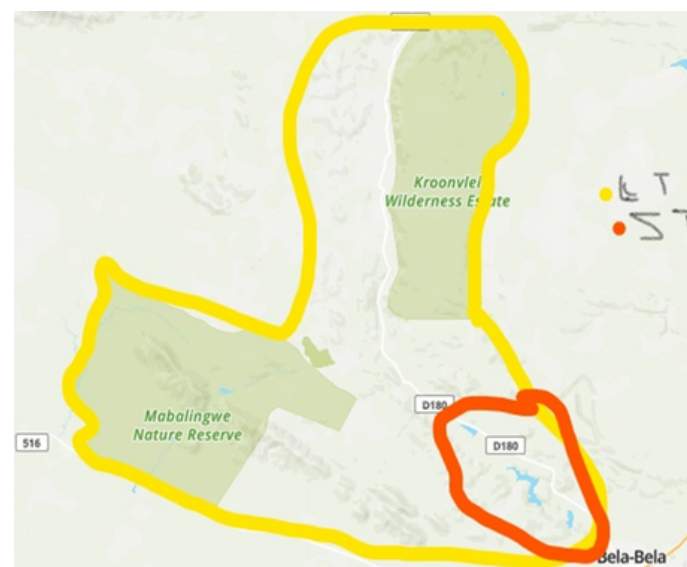 Kroonvlei
Wilderness Estate
Mabalingwe
Nature Reserve
516
D180
D180
Bela-Bela